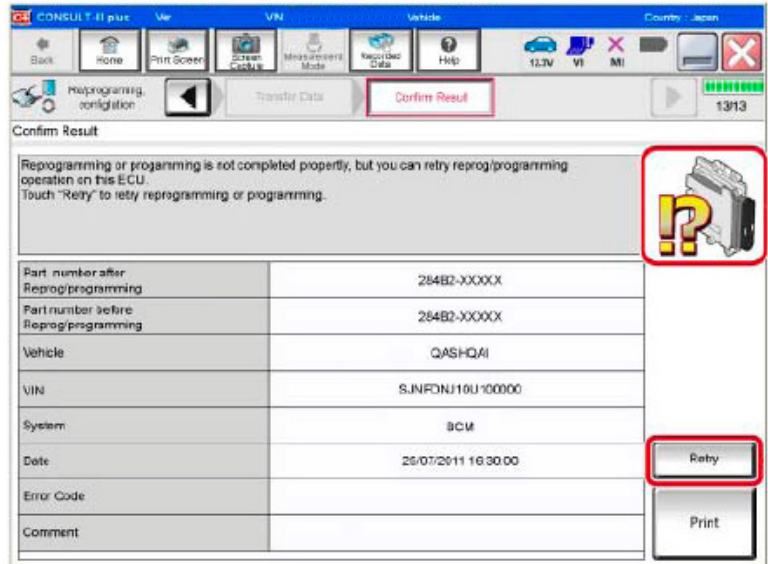 CONSULT-III plus Ver VIN Vehicle Country : Japan
Back Home Print Screen Screen Capture Measurement Mode Recorded Data Help 12.3V VI MI
Re/programming, configlation Transfer Data Confirm Result 13/13
Confirm Result
Reprogramming or progamming is not completed propertly, but you can retry reprog/programming
operation on this ECU.
Touch "Retry" to retry reprogramming or programming.
!?
Part number after
Reprog/programming
284B2-XXXXX
Part number before
Reprog/programming
284B2-XXXXX
Vehicle QASHQAI
VIN SJNFDNJ10U100000
System BCM
Date 26/07/2011 16:30:00
Retry
Error Code
Comment
Print